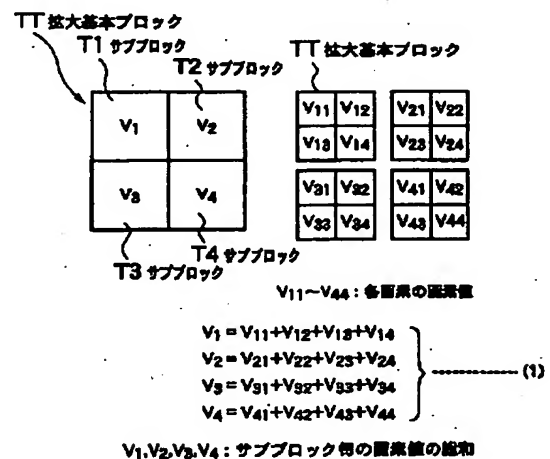 TT 拡大基本ブロック
T1 サブブロック
T2 サブブロック
V1 V2
V3 V4
T4 サブブロック
T3 サブブロック
TT 拡大基本ブロック
V11 V12 V21 V22
V13 V14 V23 V24
V31 V32 V41 V42
V33 V34 V43 V44
V11~V44:各画素の画素値
V1=V11+V12+V13+V14
V2=V21+V22+V23+V24
V3=V31+V32+V33+V34
V4=V41+V42+V43+V44
(1)
V1,V2,V3,V4:サブブロック毎の画素値の総和